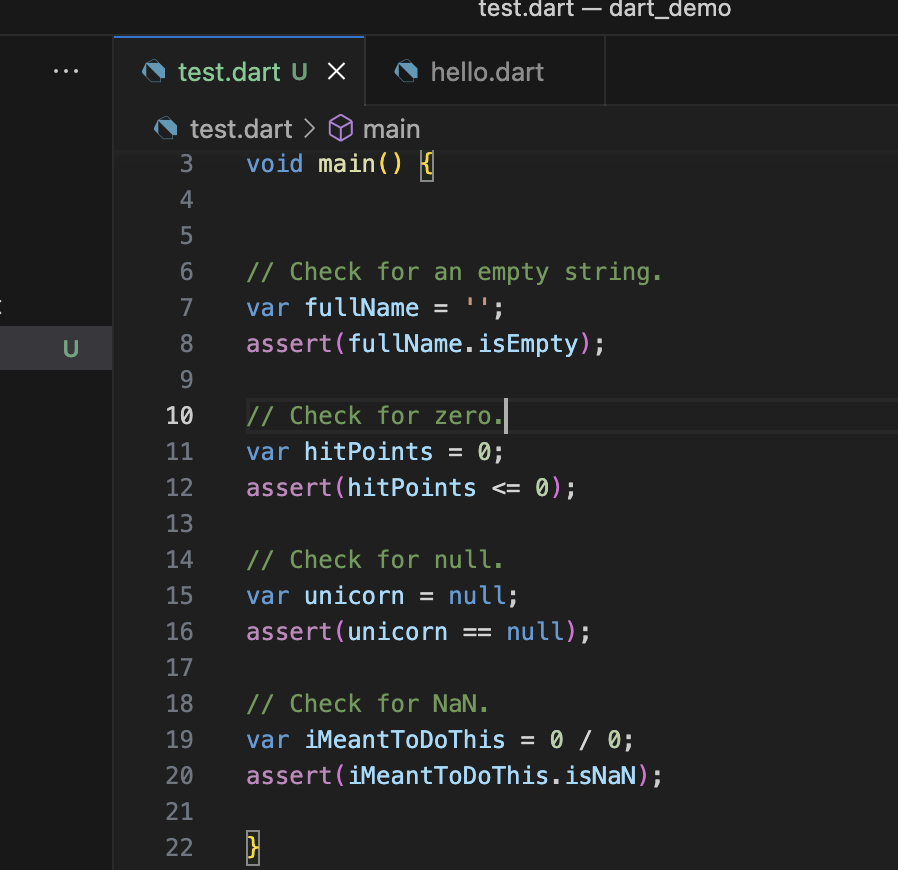 test.dart — dart_demo
... test.dart U × hello.dart
test.dart > main
3 void main() {
4
5
6 // Check for an empty string.
7 var fullName = '';
U 8 assert(fullName.isEmpty);
9
10 // Check for zero.
11 var hitPoints = 0;
12 assert(hitPoints <= 0);
13
14 // Check for null.
15 var unicorn = null;
16 assert(unicorn == null);
17
18 // Check for NaN.
19 var iMeantToDoThis = 0 / 0;
20 assert(iMeantToDoThis.isNaN);
21
22 }